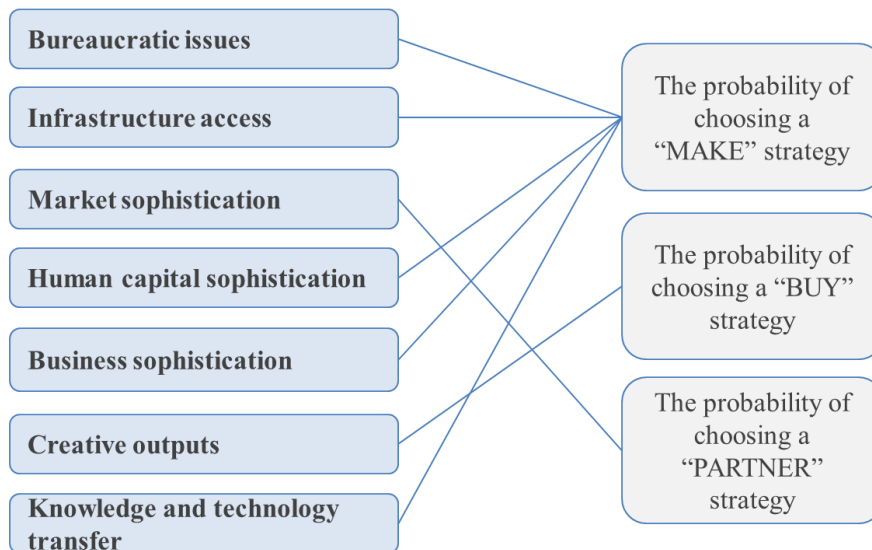 Bureaucratic issues
Infrastructure access
Market sophistication
Human capital sophistication
Business sophistication
Creative outputs
Knowledge and technology
transfer
The probability of
choosing a
“MAKE” strategy
The probability of
choosing a “BUY”
strategy
The probability of
choosing a
“PARTNER”
strategy